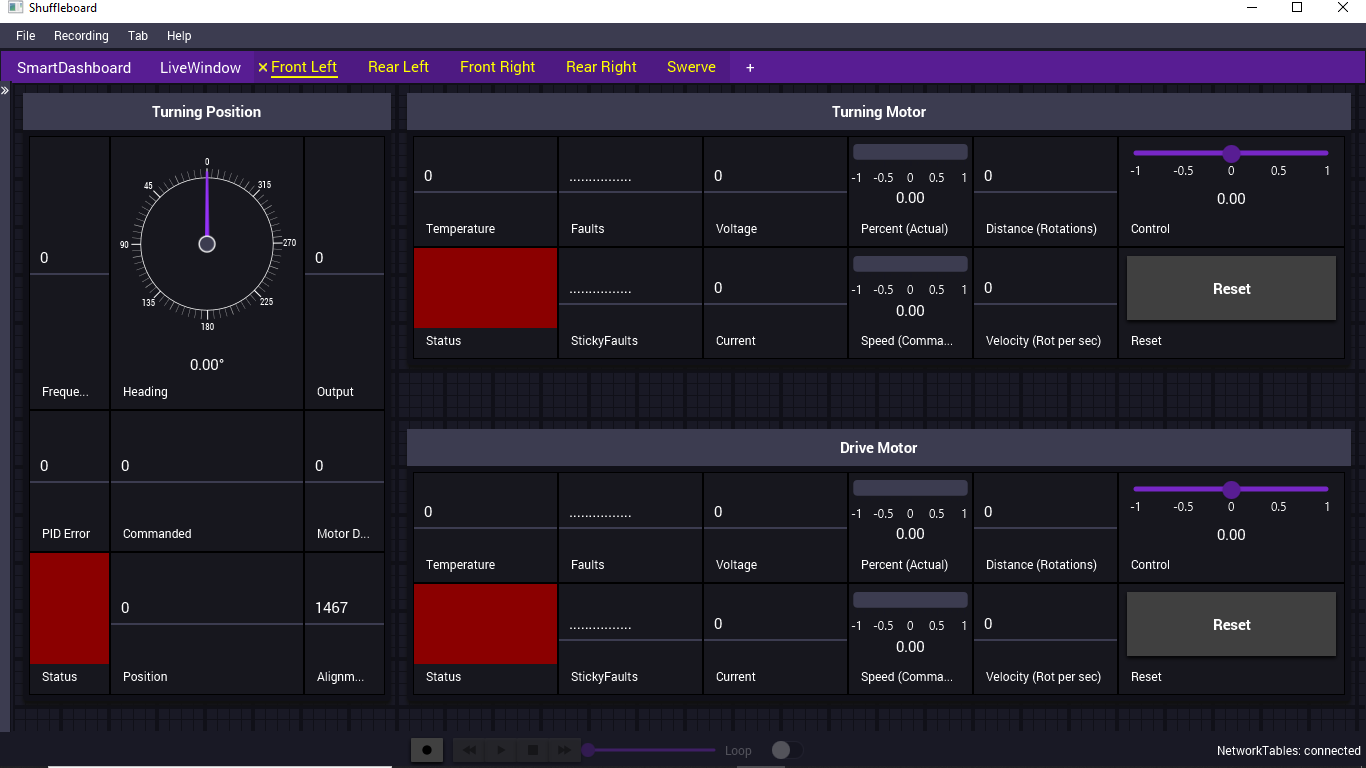 Shuffleboard
File Recording Tab Help
SmartDashboard LiveWindow Front Left Rear Left Front Right Rear Right Swerve +
Turning Position
0
45 315
90 270
135 225
180
0 0
0.00°
Freque... Heading Output
0 0 0
PID Error Commanded Motor D...
0 1467
Status Position Alignm...
Turning Motor
0 ................ 0 -1 -0.5 0 0.5 1 0.00 0 -1 -0.5 0 0.5 1 0.00
Temperature Faults Voltage Percent (Actual) Distance (Rotations) Control
................ 0 -1 -0.5 0 0.5 1 0.00 0 Reset
Status StickyFaults Current Speed (Comma... Velocity (Rot per sec) Reset
Drive Motor
0 ................ 0 -1 -0.5 0 0.5 1 0.00 0 -1 -0.5 0 0.5 1 0.00
Temperature Faults Voltage Percent (Actual) Distance (Rotations) Control
................ 0 -1 -0.5 0 0.5 1 0.00 0 Reset
Status StickyFaults Current Speed (Comma... Velocity (Rot per sec) Reset
Loop
NetworkTables: connected